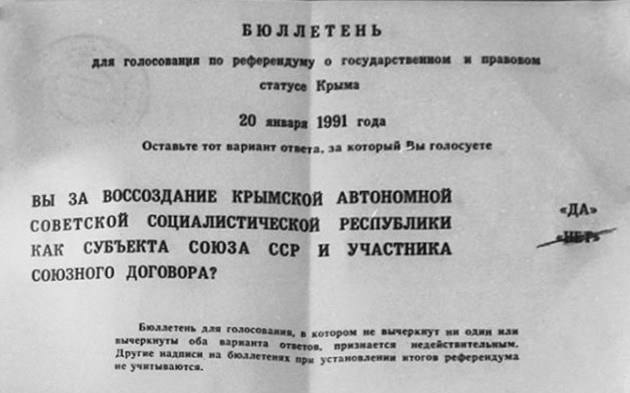 БЮЛЛЕТЕНЬ
для голосования по референдуму о государственном и правовом
статусе Крыма
20 января 1991 года
Оставьте тот вариант ответа, за который Вы голосуете
ВЫ ЗА ВОССОЗДАНИЕ КРЫМСКОЙ АВТОНОМНОЙ
СОВЕТСКОЙ СОЦИАЛИСТИЧЕСКОЙ РЕСПУБЛИКИ
КАК СУБЪЕКТА СОЮЗА ССР И УЧАСТНИКА
СОЮЗНОГО ДОГОВОРА?
«ДА»
«НЕТ»
Бюллетень для голосования, в котором не вычеркнут ни один или
вычеркнуты оба варианта ответов, признается недействительным.
Другие надписи на бюллетенях при установлении итогов референдума
не учитываются.